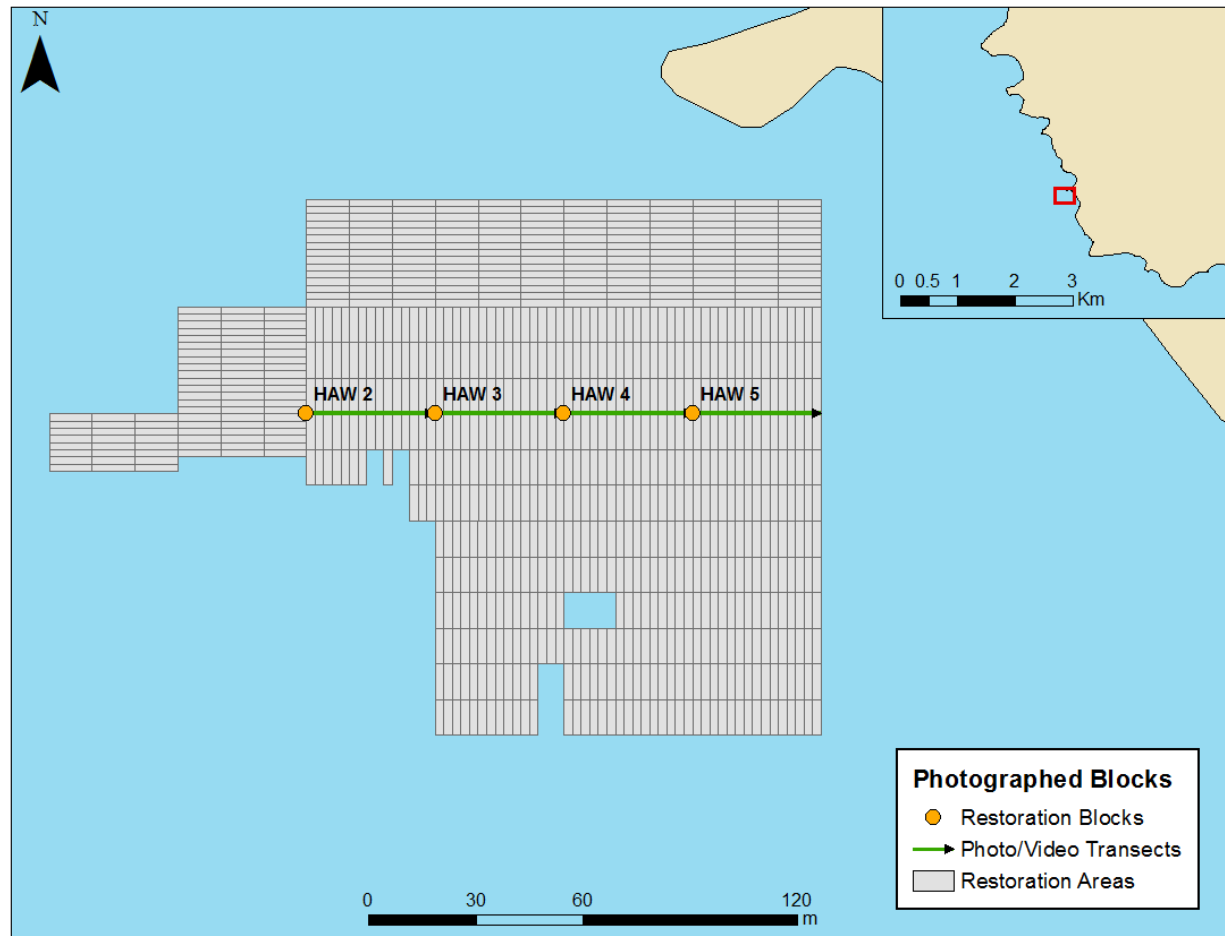 N
0 0.5 1 2 3
Km
HAW 2 HAW 3 HAW 4 HAW 5
Photographed Blocks
Restoration Blocks
Photo/Video Transects
Restoration Areas
0 30 60 120
m